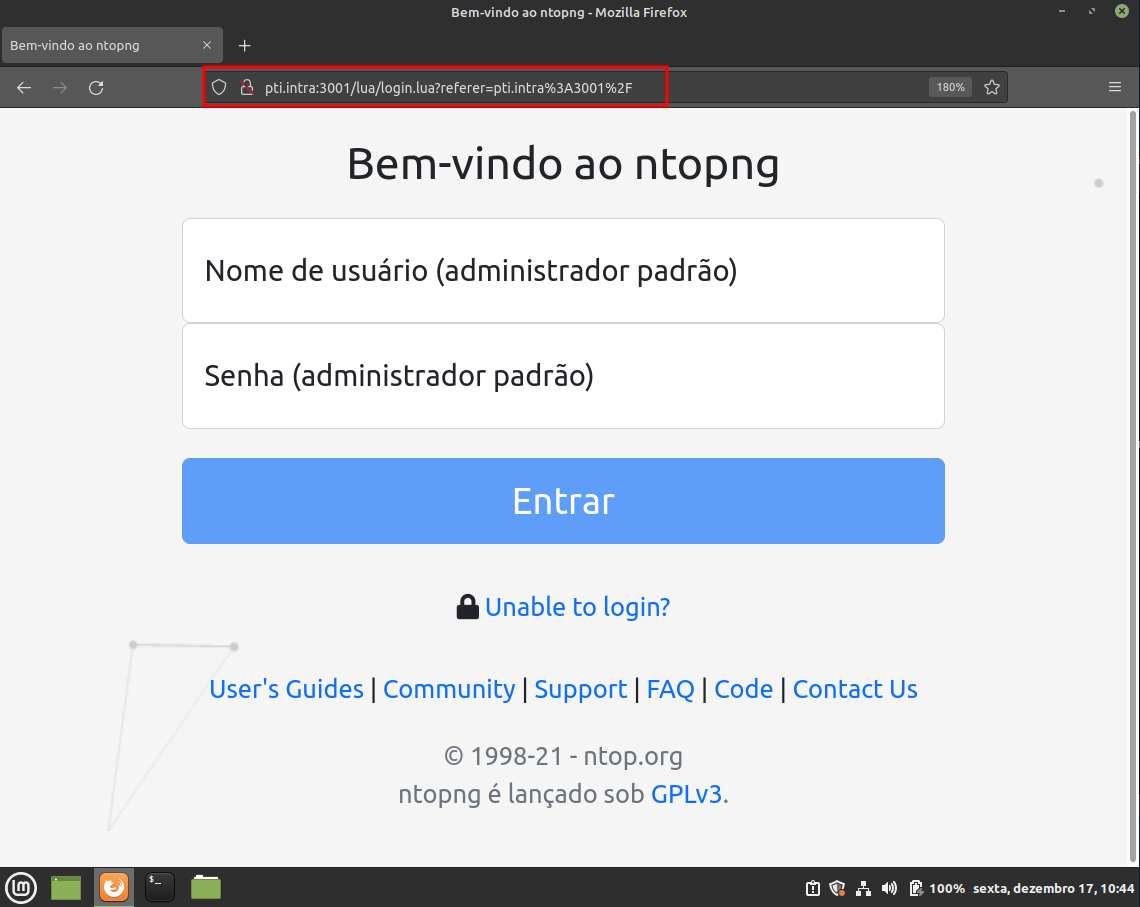 Bem-vindo ao ntopng - Mozilla Firefox
Bem-vindo ao ntopng
pti.intra:3001/lua/login.lua?referer=pti.intra%3A3001%2F
180%
Bem-vindo ao ntopng
Nome de usuário (administrador padrão)
Senha (administrador padrão)
Entrar
Unable to login?
User's Guides | Community | Support | FAQ | Code | Contact Us
© 1998-21 - ntop.org
ntopng é lançado sob GPLv3.
100% sexta, dezembro 17, 10:44